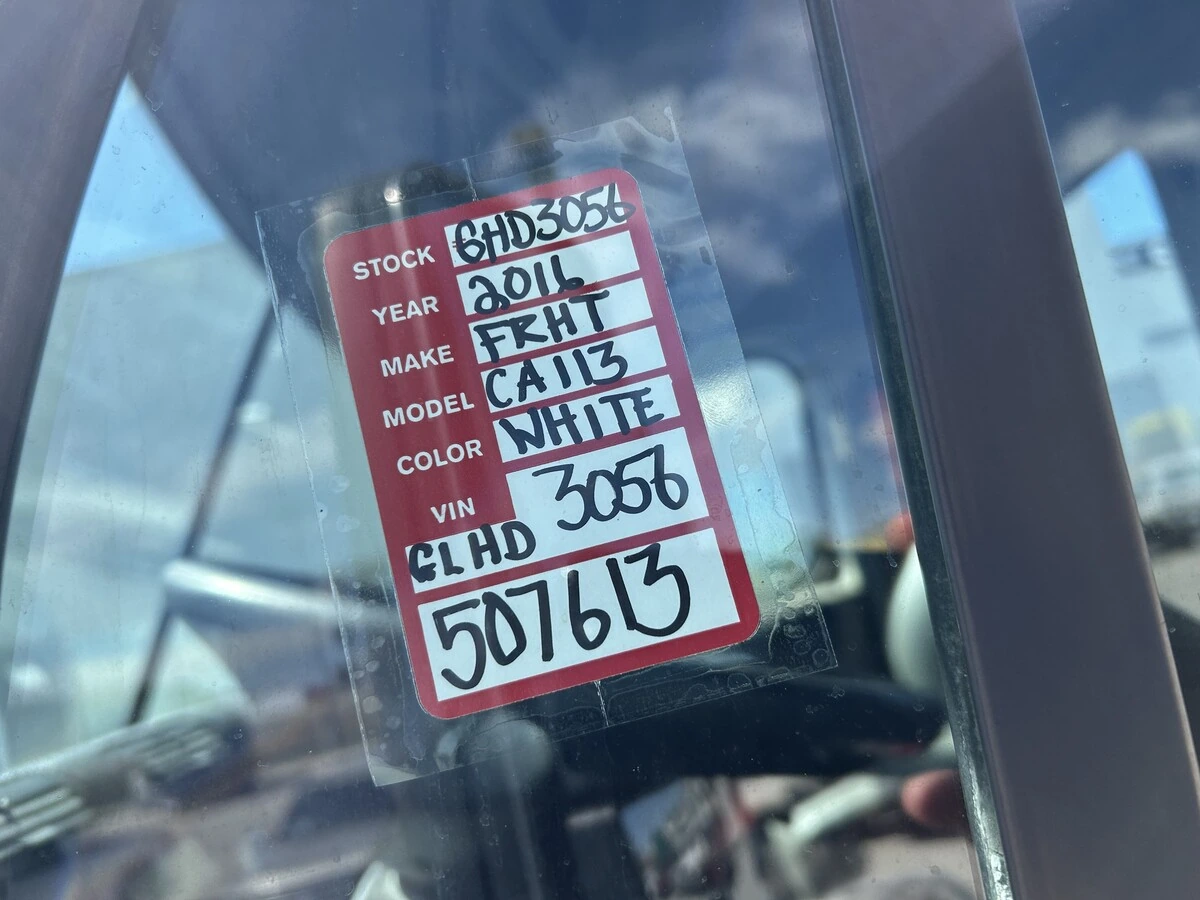 STOCK GHD3056
YEAR 2016
MAKE FRHT
MODEL CA113
COLOR WHITE
VIN 3056
GLHD
507613